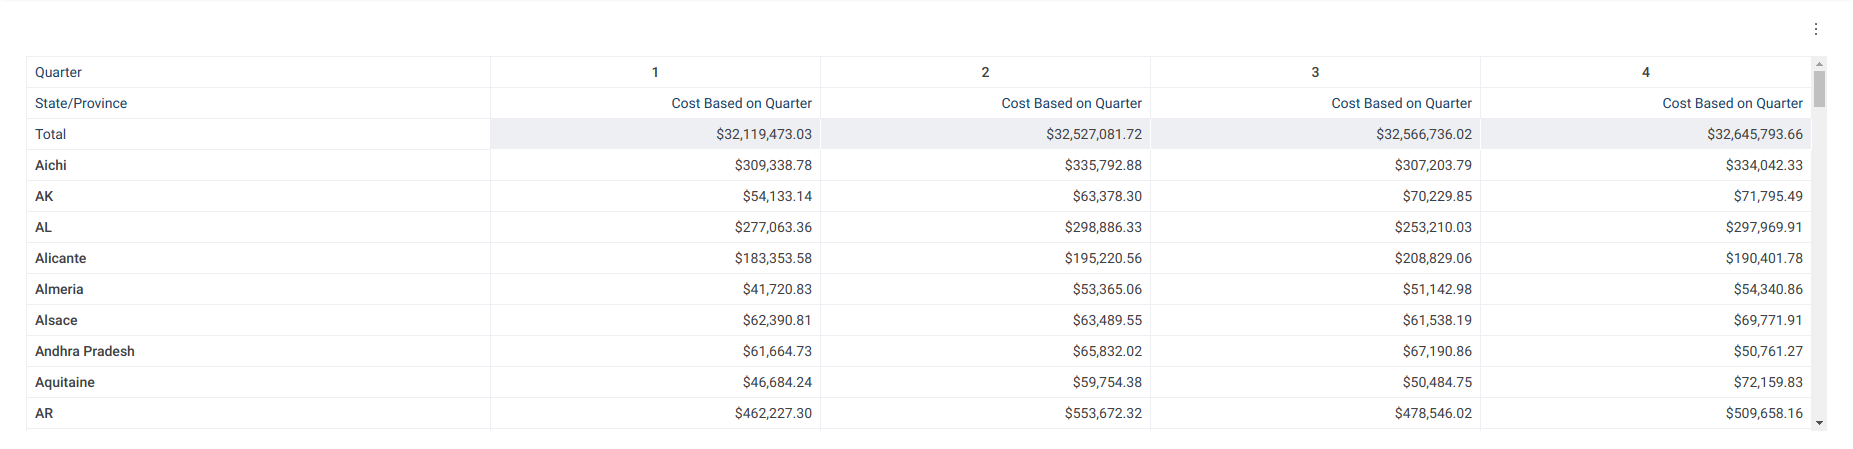 Quarter 1 2 3 4
State/Province Cost Based on Quarter Cost Based on Quarter Cost Based on Quarter Cost Based on Quarter
Total $32,119,473.03 $32,527,081.72 $32,566,736.02 $32,645,793.66
Aichi $309,338.78 $335,792.88 $307,203.79 $334,042.33
AK $54,133.14 $63,378.30 $70,229.85 $71,795.49
AL $277,063.36 $298,886.33 $253,210.03 $297,969.91
Alicante $183,353.58 $195,220.56 $208,829.06 $190,401.78
Almeria $41,720.83 $53,365.06 $51,142.98 $54,340.86
Alsace $62,390.81 $63,489.55 $61,538.19 $69,771.91
Andhra Pradesh $61,664.73 $65,832.02 $67,190.86 $50,761.27
Aquitaine $46,684.24 $59,754.38 $50,484.75 $72,159.83
AR $462,227.30 $553,672.32 $478,546.02 $509,658.16